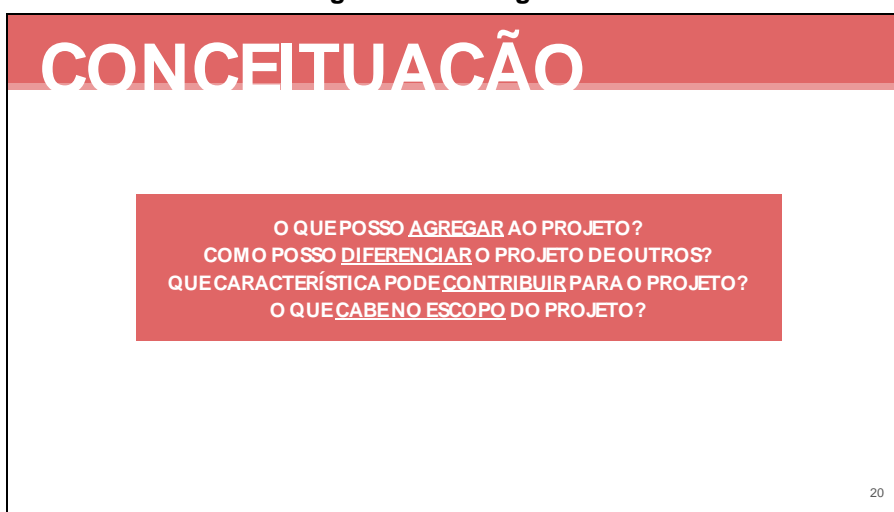 CONCEITUAÇÃO
O QUE POSSO AGREGAR AO PROJETO?
COMO POSSO DIFERENCIAR O PROJETO DE OUTROS?
QUE CARACTERÍSTICA PODE CONTRIBUIR PARA O PROJETO?
O QUE CABE NO ESCOPO DO PROJETO?
20